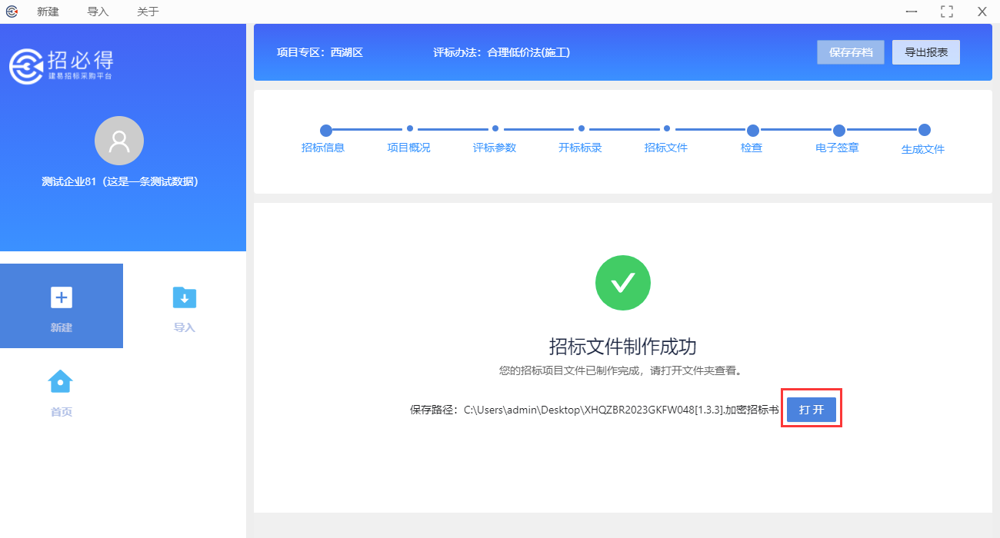 新建 导入 关于
招必得
建易招标采购平台
测试企业81（这是一条测试数据）
新建
导入
首页
项目专区：西湖区 评标办法：合理低价法(施工) 保存存档 导出报表
招标信息 项目概况 评标参数 开标标录 招标文件 检查 电子签章 生成文件
招标文件制作成功
您的招标项目文件已制作完成，请打开文件夹查看。
保存路径：C:\Users\admin\Desktop\XHQZBR2023GKFW048[1.3.3].加密招标书 打开